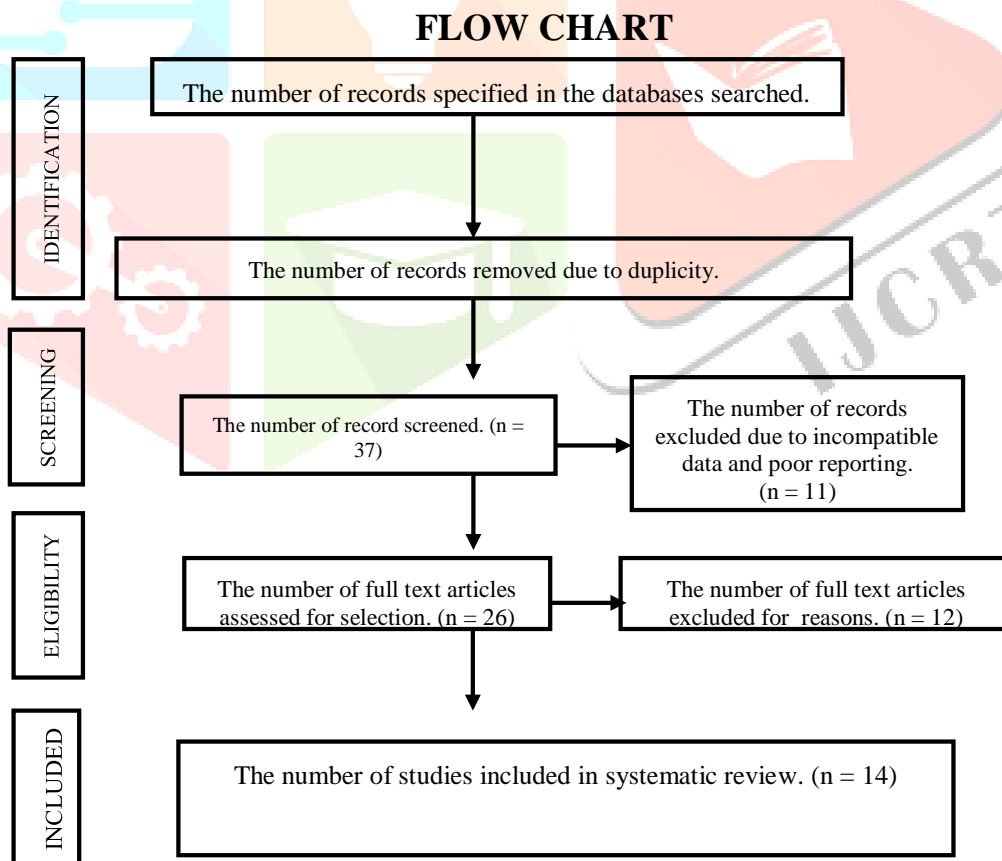 FLOW CHART
IDENTIFICATION
The number of records specified in the databases searched.
The number of records removed due to duplicity.
SCREENING
The number of record screened. (n =
37)
The number of records
excluded due to incompatible
data and poor reporting.
(n = 11)
ELIGIBILITY
The number of full text articles
assessed for selection. (n = 26)
The number of full text articles
excluded for reasons. (n = 12)
INCLUDED
The number of studies included in systematic review. (n = 14)